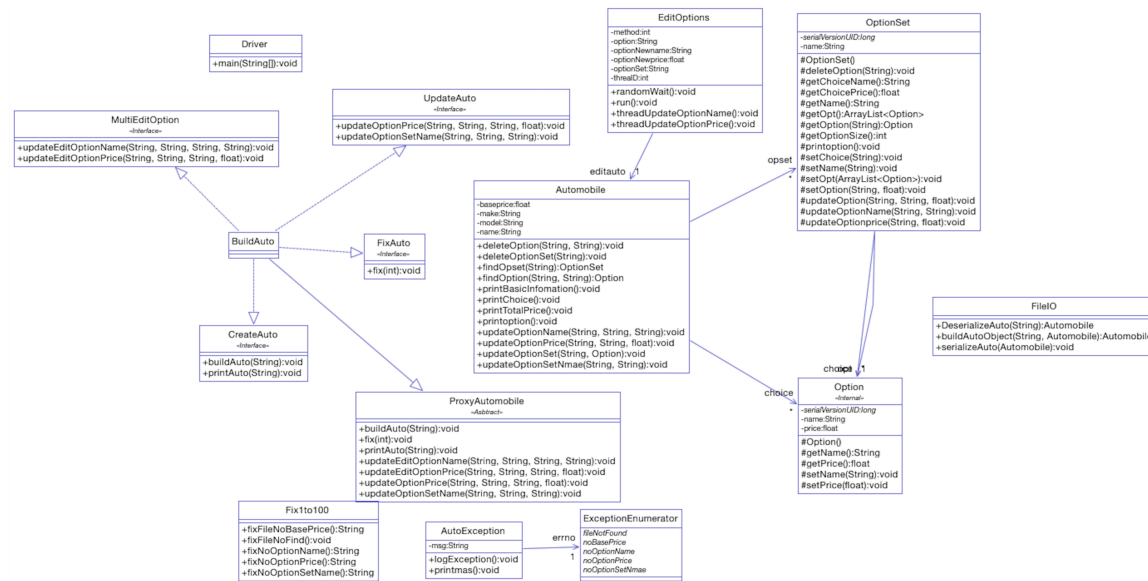 Driver
+main(String[]):void
MultiEditOption
«Interface»
+updateEditOptionName(String, String, String, String):void
+updateEditOptionPrice(String, String, String, float):void
UpdateAuto
«Interface»
+updateOptionPrice(String, String, String, float):void
+updateOptionSetName(String, String, String):void
EditOptions
-method:int
-option:String
-optionNewname:String
-optionNewprice:float
-optionSet:String
-threaID:int
+randomWait():void
+run():void
+threadUpdateOptionName():void
+threadUpdateOptionPrice():void
OptionSet
-serialVersionUID:long
-name:String
#OptionSet()
#deleteOption(String):void
#getChoiceName():String
#getChoicePrice():float
#getName():String
#getOpt():ArrayList<Option>
#getOption(String):Option
#getOptionSize():int
#printoption():void
#setChoice(String):void
#setName(String):void
#setOpt(ArrayList<Option>):void
#setOption(String, float):void
#updateOption(String, String, float):void
#updateOptionName(String, String):void
#updateOptionprice(String, float):void
opset
*
editauto
1
Automobile
-baseprice:float
-make:String
-model:String
-name:String
+deleteOption(String, String):void
+deleteOptionSet(String):void
+findOpset(String):OptionSet
+findOption(String, String):Option
+printBasicInfomation():void
+printChoice():void
+printTotalPrice():void
+printoption():void
+updateOptionName(String, String, String):void
+updateOptionPrice(String, String, float):void
+updateOptionSet(String, Option):void
+updateOptionSetNmae(String, String):void
BuildAuto
FixAuto
«Interface»
+fix(int):void
CreateAuto
«Interface»
+buildAuto(String):void
+printAuto(String):void
FileIO
+DeserializeAuto(String):Automobile
+buildAutoObject(String, Automobile):Automobile
+serializeAuto(Automobile):void
choice
*
1
choice
*
Option
«Internal»
-serialVersionUID:long
-name:String
-price:float
#Option()
#getName():String
#getPrice():float
#setName(String):void
#setPrice(float):void
ProxyAutomobile
«Asbtract»
+buildAuto(String):void
+fix(int):void
+printAuto(String):void
+updateEditOptionName(String, String, String, String):void
+updateEditOptionPrice(String, String, String, float):void
+updateOptionPrice(String, String, String, float):void
+updateOptionSetName(String, String, String):void
Fix1to100
+fixFileNoBasePrice():String
+fixFileNoFind():void
+fixNoOptionName():String
+fixNoOptionPrice():String
+fixNoOptionSetName():String
AutoException
-msg:String
+logException():void
+printmas():void
errno
1
ExceptionEnumerator
fileNotFound
noBasePrice
noOptionName
noOptionPrice
noOptionSetNmae